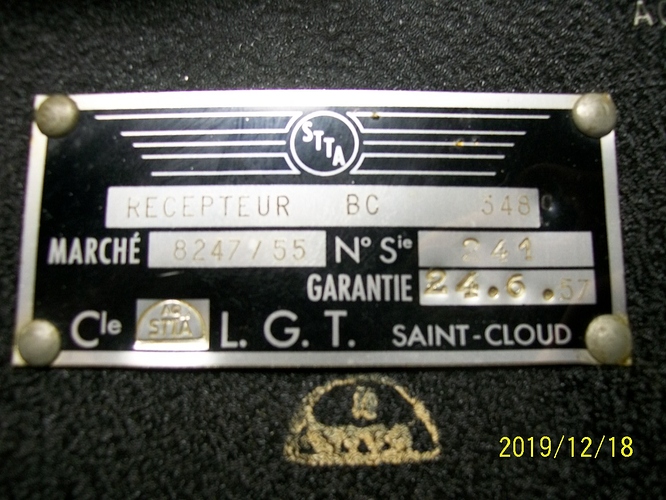 STTA
RECEPTEUR BC 348
MARCHÉ 8247/55 N° Sie 241
GARANTIE 24.6.57
Cle STTA L. G. T. SAINT-CLOUD
2019/12/18